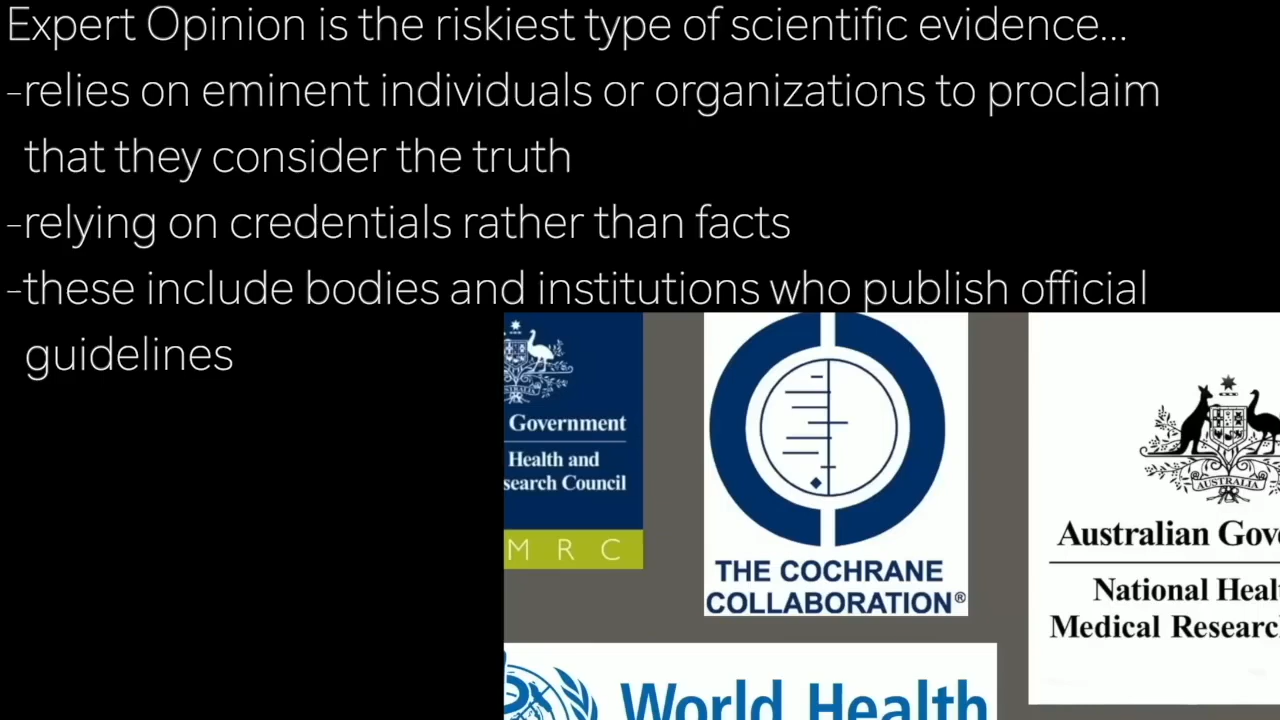 Expert Opinion is the riskiest type of scientific evidence...
-relies on eminent individuals or organizations to proclaim
that they consider the truth
-relying on credentials rather than facts
-these include bodies and institutions who publish official
guidelines
Government
Health and
search Council
M R C
THE COCHRANE
COLLABORATION®
AUSTRALIA
Australian Gov
National Heal
Medical Researc
World Health